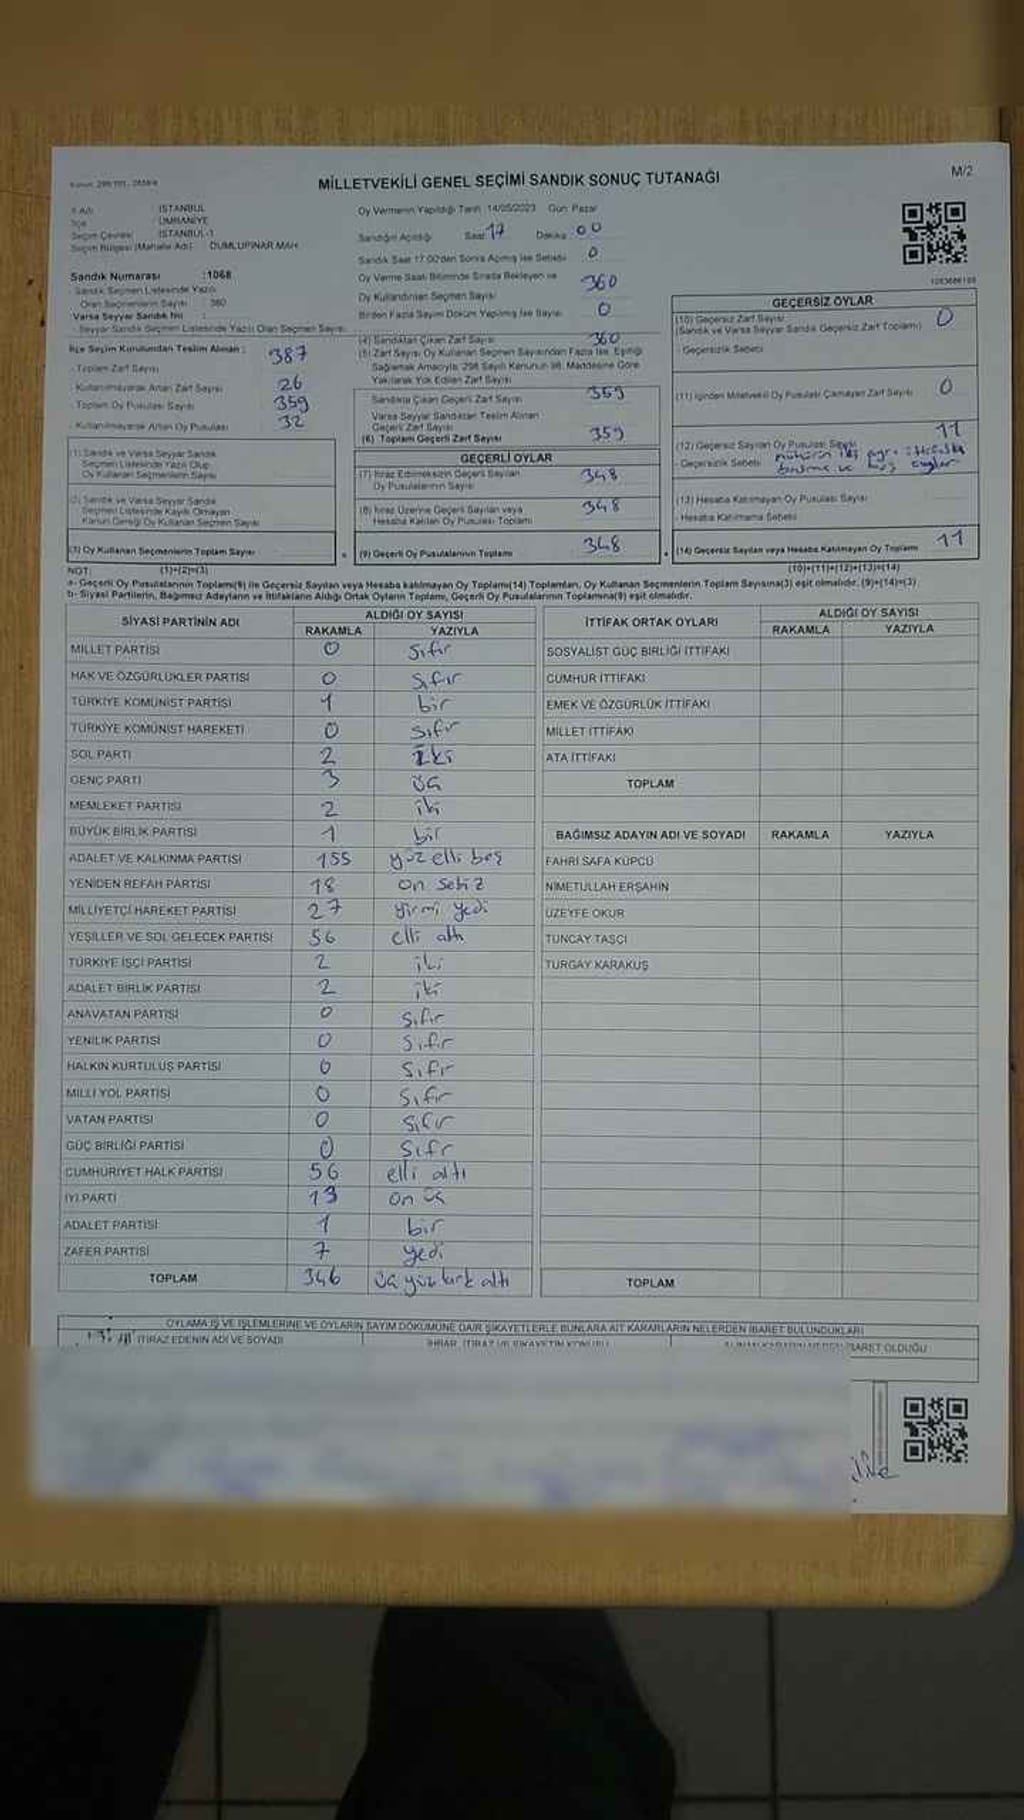 MİLLETVEKİLİ GENEL SEÇİMİ SANDIK SONUÇ TUTANAĞI
M/2
İSTANBUL
Oy Vermenin Yapıldığı Tarih: 14/05/2023 Gün: Pazar
İlçe ÜMRANİYE
Seçim Çevresi İSTANBUL-1
Sandığın Açıldığı Saat: 17 Dakika: 00
Seçim Bölgesi (Mahalle Adı) DUMLUPINAR MAH.
Sandık Saat 17:00'den Sonra Açılmış İse Sebebi 0
Sandık Numarası :1068
Oy Verme Saati Bitiminde Sırada Bekleyen ve
Oy Kullandırılan Seçmen Sayısı 360
Sandık Seçmen Listesinde Yazılı
Olan Seçmenlerin Sayısı : 380
Varsa Seyyar Sandık No :
Birden Fazla Sayım Döküm Yapılmış İse Sayısı 0
- Seyyar Sandık Seçmen Listesinde Yazılı Olan Seçmen Sayısı
İlçe Seçim Kurulundan Teslim Alınan :
- Toplam Zarf Sayısı 387
- Kullanılmayarak Artan Zarf Sayısı 26
- Toplam Oy Pusulası Sayısı 359
- Kullanılmayarak Artan Oy Pusulası 32
(4) Sandıktan Çıkan Zarf Sayısı 360
(5) Zarf Sayısı Oy Kullanan Seçmen Sayısından Fazla İse, Eşitliği
Sağlamak Amacıyla, 298 Sayılı Kanunun 98. Maddesine Göre
Yakılarak Yok Edilen Zarf Sayısı
Sandıkta Çıkan Geçerli Zarf Sayısı 359
Varsa Seyyar Sandıktan Teslim Alınan
Geçerli Zarf Sayısı
(6) Toplam Geçerli Zarf Sayısı 359
(1) Sandık ve Varsa Seyyar Sandık
Seçmen Listesinde Yazılı Olup
Oy Kullanan Seçmenlerin Sayısı
(2) Sandık ve Varsa Seyyar Sandık
Seçmen Listesinde Kayıtlı Olmayan
Kanun Gereği Oy Kullanan Seçmen Sayısı
(3) Oy Kullanan Seçmenlerin Toplam Sayısı
(1)+(2)=(3)
GEÇERLİ OYLAR
(7) İtiraz Edilmeksizin Geçerli Sayılan
Oy Pusulalarının Sayısı 348
(8) İtiraz Üzerine Geçerli Sayılan veya
Hesaba Katılan Oy Pusulası Toplamı 348
(9) Geçerli Oy Pusulalarının Toplamı 348
GEÇERSİZ OYLAR
(10) Geçersiz Zarf Sayısı 0
(Sandık ve Varsa Seyyar Sandık Geçersiz Zarf Toplamı)
- Geçersizlik Sebebi
(11) İçinden Milletvekili Oy Pusulası Çıkmayan Zarf Sayısı 0
(12) Geçersiz Sayılan Oy Pusulası Sayısı 11
- Geçersizlik Sebebi mühürün iki ayrı ittifakta
basılma ve boş
(13) Hesaba Katılmayan Oy Pusulası Sayısı
- Hesaba Katılmama Sebebi
(14) Geçersiz Sayılan veya Hesaba Katılmayan Oy Toplamı 11
(10)+(11)+(12)+(13)=(14)
NOT:
a- Geçerli Oy Pusulalarının Toplamı(9) ile Geçersiz Sayılan veya Hesaba katılmayan Oy Toplamı(14) Toplamları, Oy Kullanan Seçmenlerin Toplam Sayısına(3) eşit olmalıdır. (9)+(14)=(3)
b- Siyasi Partilerin, Bağımsız Adayların ve İttifakların Aldığı Ortak Oyların Toplamı, Geçerli Oy Pusulalarının Toplamına(9) eşit olmalıdır.
SİYASİ PARTİNİN ADI ALDIĞI OY SAYISI
RAKAMLA YAZIYLA
MİLLET PARTİSİ 0 Sıfır
HAK VE ÖZGÜRLÜKLER PARTİSİ 0 Sıfır
TÜRKİYE KOMÜNİST PARTİSİ 1 bir
TÜRKİYE KOMÜNİST HAREKETİ 0 Sıfır
SOL PARTİ 2 iki
GENÇ PARTİ 3 üç
MEMLEKET PARTİSİ 2 iki
BÜYÜK BİRLİK PARTİSİ 1 bir
ADALET VE KALKINMA PARTİSİ 155 yüz elli beş
YENİDEN REFAH PARTİSİ 18 on sekiz
MİLLİYETÇİ HAREKET PARTİSİ 27 yirmi yedi
YEŞİLLER VE SOL GELECEK PARTİSİ 56 elli altı
TÜRKİYE İŞÇİ PARTİSİ 2 iki
ADALET BİRLİK PARTİSİ 2 iki
ANAVATAN PARTİSİ 0 Sıfır
YENİLİK PARTİSİ 0 Sıfır
HALKIN KURTULUŞ PARTİSİ 0 Sıfır
MİLLİ YOL PARTİSİ 0 Sıfır
VATAN PARTİSİ 0 Sıfır
GÜÇ BİRLİĞİ PARTİSİ 0 Sıfr
CUMHURİYET HALK PARTİSİ 56 elli altı
İYİ PARTİ 13 on üç
ADALET PARTİSİ 1 bir
ZAFER PARTİSİ 7 yedi
TOPLAM 346 üç yüz kırk altı
İTTİFAK ORTAK OYLARI ALDIĞI OY SAYISI
RAKAMLA YAZIYLA
SOSYALİST GÜÇ BİRLİĞİ İTTİFAKI
CUMHUR İTTİFAKI
EMEK VE ÖZGÜRLÜK İTTİFAKI
MİLLET İTTİFAKI
ATA İTTİFAKI
TOPLAM
BAĞIMSIZ ADAYIN ADI VE SOYADI RAKAMLA YAZIYLA
FAHRİ SAFA KÜPCÜ
NİMETULLAH ERŞAHİN
ÜZEYFE OKUR
TUNCAY TAŞCI
TURGAY KARAKUŞ
TOPLAM
OYLAMA İŞ VE İŞLEMLERİNE VE OYLARIN SAYIM DÖKÜMÜNE DAİR ŞİKAYETLERLE BUNLARA AİT KARARLARIN NELERDEN İBARET BULUNDUKLARI
İTİRAZ EDENİN ADI VE SOYADI